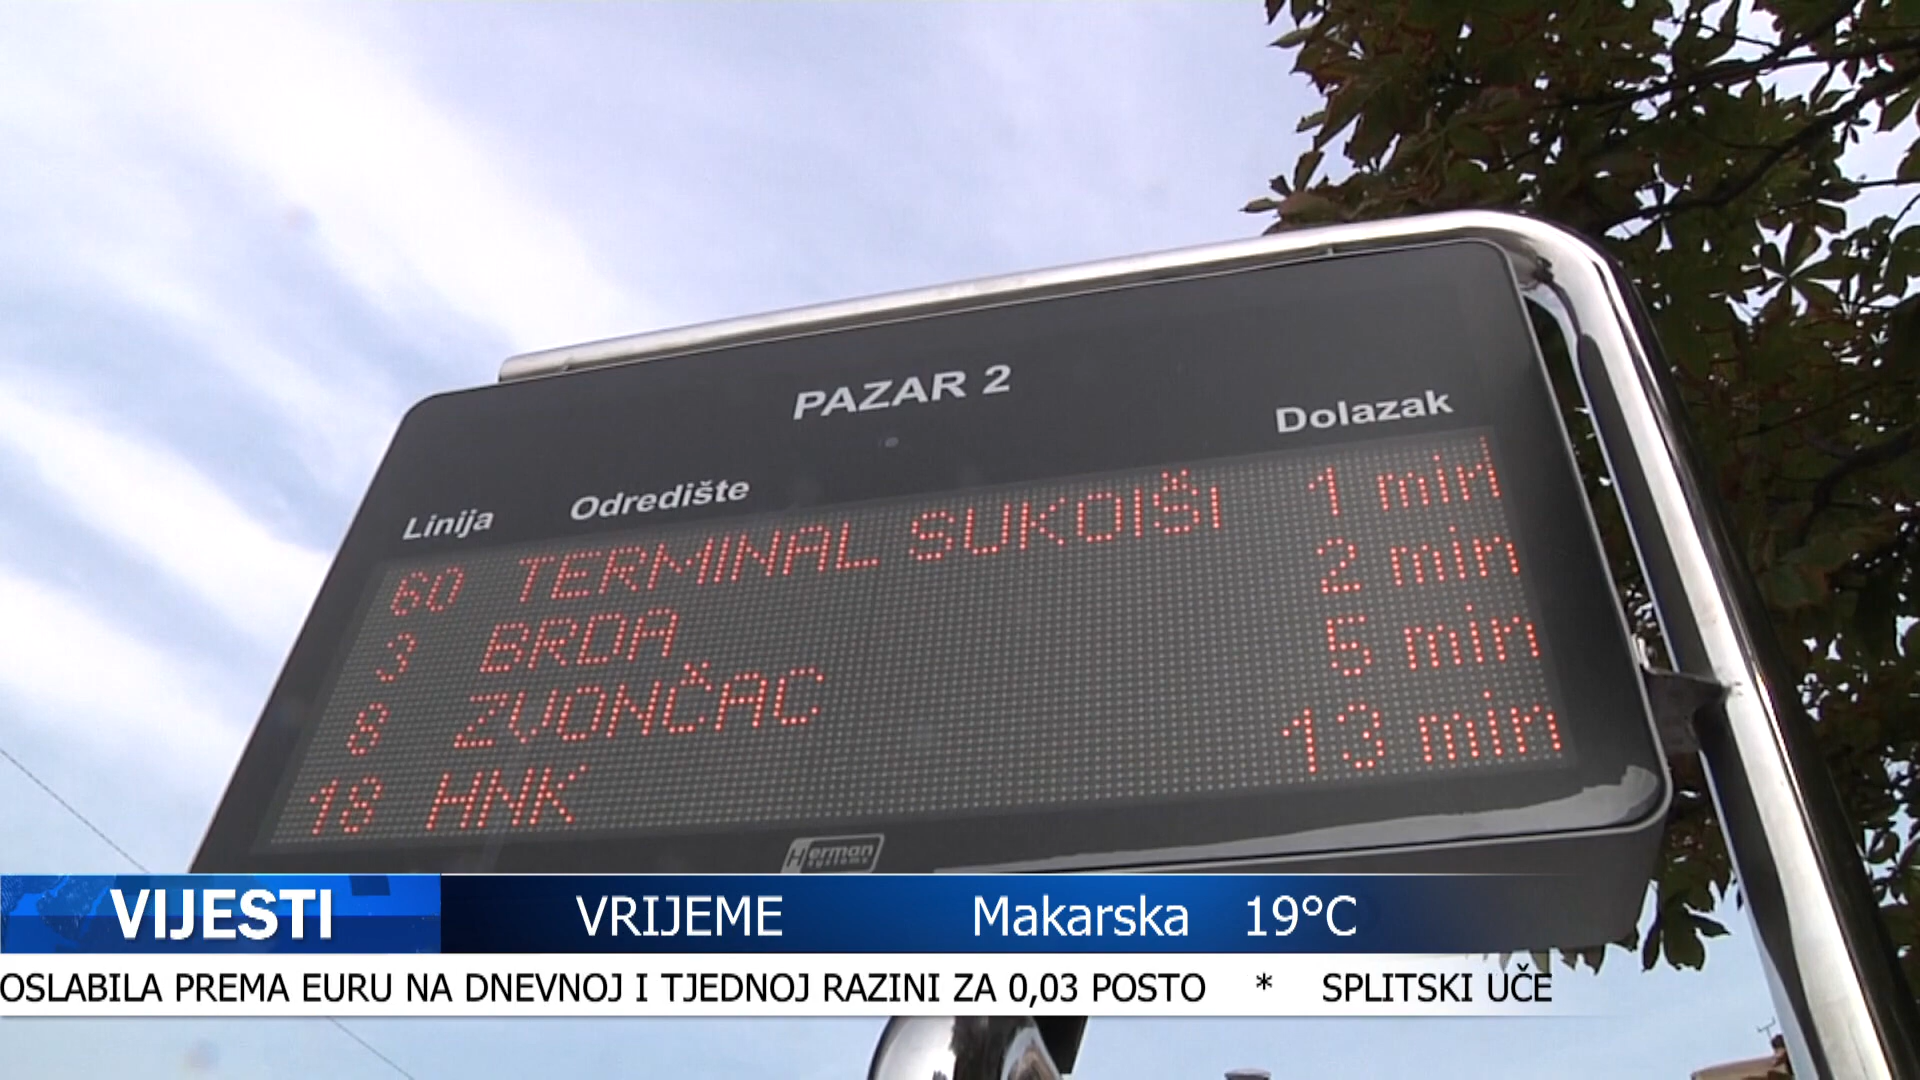 PAZAR 2
Linija Odredište Dolazak
60 TERMINAL SUKOIŠI 1 min
3 BRDA 2 min
8 ZVONČAC 5 min
18 HNK 13 min
Herman systems
VIJESTI VRIJEME Makarska 19°C
OSLABILA PREMA EURU NA DNEVNOJ I TJEDNOJ RAZINI ZA 0,03 POSTO * SPLITSKI UČE